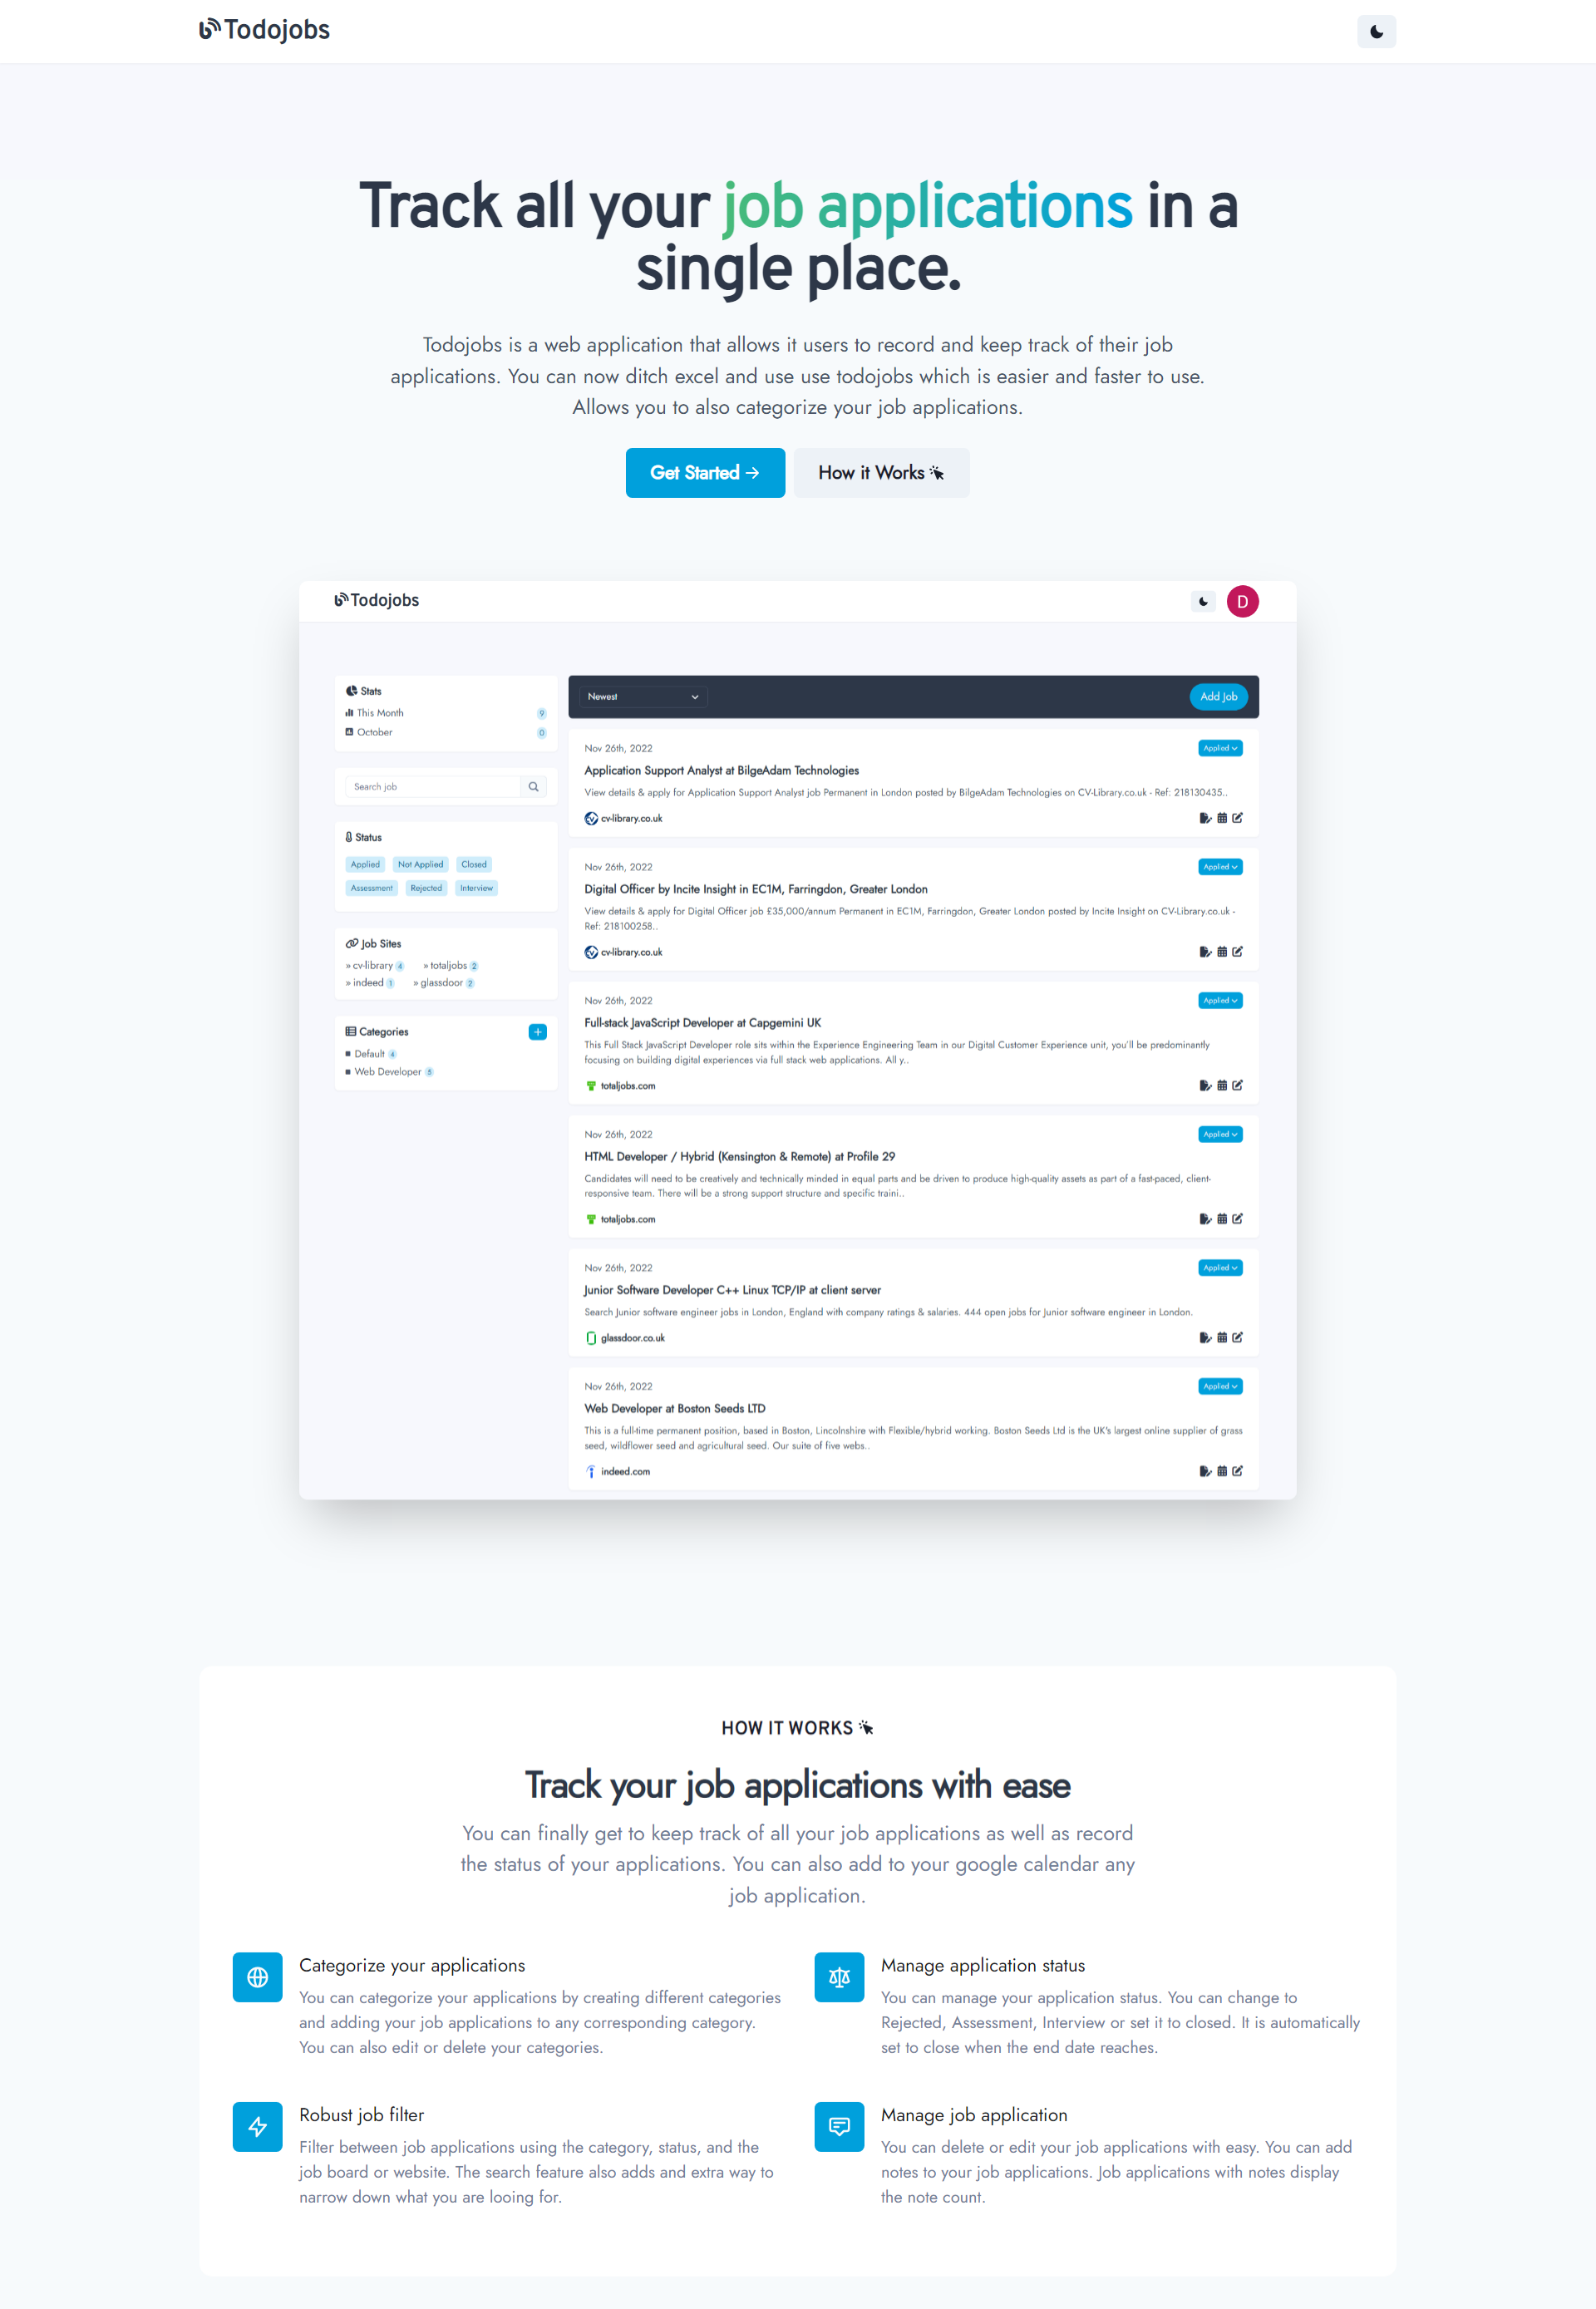 Todojobs
Track all your job applications in a
single place.
Todojobs is a web application that allows it users to record and keep track of their job
applications. You can now ditch excel and use use todojobs which is easier and faster to use.
Allows you to also categorize your job applications.
Get Started →
How it Works
Todojobs
D
Stats
This Month 9
October 0
Search job
Status
Applied Not Applied Closed
Assessment Rejected Interview
Job Sites
» cv-library 4 » totaljobs 2
» indeed 1 » glassdoor 2
Categories +
Default 4
Web Developer 5
Newest
Add Job
Nov 26th, 2022
Applied
Application Support Analyst at BilgeAdam Technologies
View details & apply for Application Support Analyst job Permanent in London posted by BilgeAdam Technologies on CV-Library.co.uk - Ref: 218130435..
cv-library.co.uk
Nov 26th, 2022
Applied
Digital Officer by Incite Insight in EC1M, Farringdon, Greater London
View details & apply for Digital Officer job £35,000/annum Permanent in EC1M, Farringdon, Greater London posted by Incite Insight on CV-Library.co.uk -
Ref: 218100258..
cv-library.co.uk
Nov 26th, 2022
Applied
Full-stack JavaScript Developer at Capgemini UK
This Full Stack JavaScript Developer role sits within the Experience Engineering Team in our Digital Customer Experience unit, you'll be predominantly
focusing on building digital experiences via full stack web applications. All y..
totaljobs.com
Nov 26th, 2022
Applied
HTML Developer / Hybrid (Kensington & Remote) at Profile 29
Candidates will need to be creatively and technically minded in equal parts and be driven to produce high-quality assets as part of a fast-paced, client-
responsive team. There will be a strong support structure and specific traini..
totaljobs.com
Nov 26th, 2022
Applied
Junior Software Developer C++ Linux TCP/IP at client server
Search Junior software engineer jobs in London, England with company ratings & salaries. 444 open jobs for Junior software engineer in London.
glassdoor.co.uk
Nov 26th, 2022
Applied
Web Developer at Boston Seeds LTD
This is a full-time permanent position, based in Boston, Lincolnshire with Flexible/hybrid working. Boston Seeds Ltd is the UK's largest online supplier of grass
seed, wildflower seed and agricultural seed. Our suite of five webs..
indeed.com
HOW IT WORKS
Track your job applications with ease
You can finally get to keep track of all your job applications as well as record
the status of your applications. You can also add to your google calendar any
job application.
Categorize your applications
You can categorize your applications by creating different categories
and adding your job applications to any corresponding category.
You can also edit or delete your categories.
Manage application status
You can manage your application status. You can change to
Rejected, Assessment, Interview or set it to closed. It is automatically
set to close when the end date reaches.
Robust job filter
Filter between job applications using the category, status, and the
job board or website. The search feature also adds and extra way to
narrow down what you are looing for.
Manage job application
You can delete or edit your job applications with easy. You can add
notes to your job applications. Job applications with notes display
the note count.